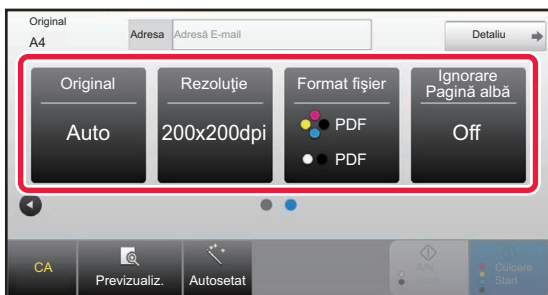 Original
A4
Adresa
Adresă E-mail
Detaliu
Original
Auto
Rezoluţie
200x200dpi
Format fişier
PDF
PDF
Ignorare
Pagină albă
Off
CA
Previzualiz.
Autosetat
A/N
Start
Culoare
Start